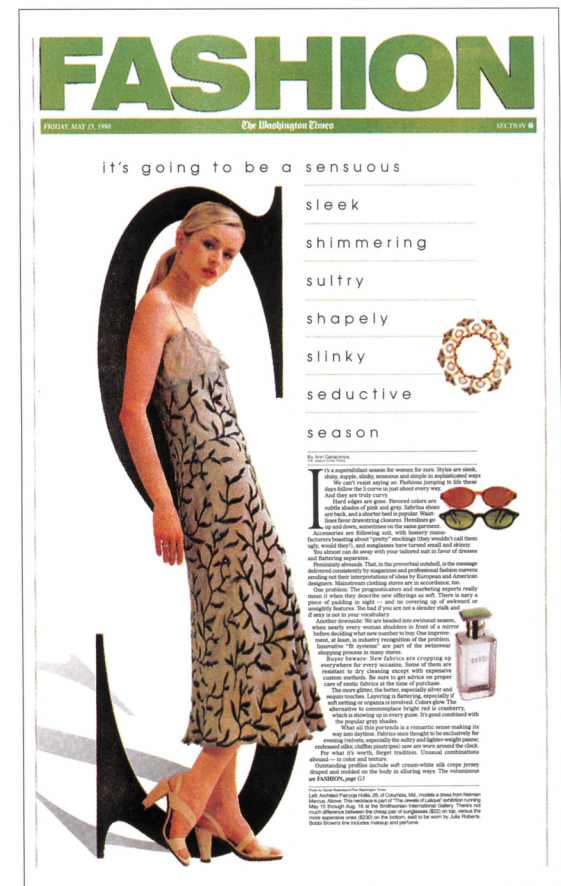 FASHION
FRIDAY, MAY 15, 1998
The Washington Times
SECTION G
it's going to be a sensuous
sleek
shimmering
sultry
shapely
slinky
seductive
season
By Ann Geracimos
THE WASHINGTON TIMES
It's a supersibilant season for women for sure. Styles are sleek,
shiny, supple, slinky, sensuous and simple in sophisticated ways
We can't resist saying so: Fashions jumping to life these
days follow the S curve in just about every way.
And they are truly curvy.
Hard edges are gone. Favored colors are
subtle shades of pink and gray. Sabrina shoes
are back, and a shorter heel is popular. Waist-
lines favor drawstring closures. Hemlines go
up and down, sometimes on the same garment.
Accessories are following suit, with hosiery manu-
facturers boasting about "pretty" stockings (they wouldn't call them
ugly, would they?), and sunglasses have turned small and skinny.
You almost can do away with your tailored suit in favor of dresses
and flattering separates.
Femininity abounds. That, in the proverbial nutshell, is the message
delivered consistently by magazines and professional fashion mavens
sending out their interpretations of ideas by European and American
designers. Mainstream clothing stores are in accordance, too.
One problem: The prognosticators and marketing experts really
mean it when they describe new offerings as soft. There is nary a
piece of padding in sight — and no covering up of awkward or
unsightly features. Too bad if you are not a slender stalk and
if sexy is not in your vocabulary.
Another downside: We are headed into swimsuit season,
when nearly every woman shudders in front of a mirror
before deciding what new number to buy. One improve-
ment, at least, is industry recognition of the problem.
Innovative "fit systems" are part of the swimwear
shopping process in many stores.
Buyer beware: New fabrics are cropping up
everywhere for every occasion. Some of them are
resistant to dry cleaning except with expensive
custom methods. Be sure to get advice on proper
care of exotic fabrics at the time of purchase.
The more glitter, the better, especially silver and
sequin touches. Layering is flattering, especially if
soft netting or organza is involved. Colors glow. The
alternative to commonplace bright red is cranberry,
which is showing up in every guise. It's good combined with
the popular gray shades.
What all this portends is a romantic sense making its
way into daytime. Fabrics once thought to be exclusively for
evening (velvets, especially the sultry and lighter-weight panne;
embossed silks; chiffon pinstripes) now are worn around the clock.
For what it's worth, forget tradition. Unusual combinations
abound — in color and texture.
Outstanding profiles include soft cream-white silk crepe jersey
draped and molded on the body in alluring ways. The voluminous
see FASHION, page G3
bobbi
Left: Architect Patrycja Hollis, 26, of Columbia, Md., models a dress from Neiman
Marcus. Above: This necklace is part of "The Jewels of Lalique" exhibition running
May 15 through Aug. 16 at the Smithsonian International Gallery. There's not
much difference between the cheap pair of sunglasses ($22) on top, versus the
more expensive ones ($230) on the bottom, said to be worn by Julia Roberts.
Bobbi Brown's line includes makeup and perfume.